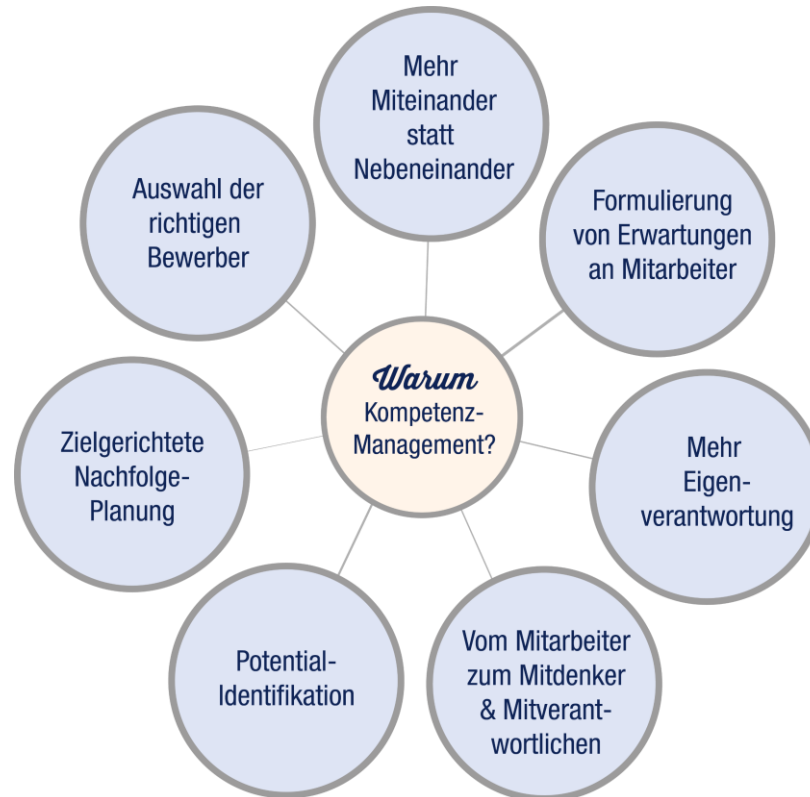 Mehr
Miteinander
statt
Nebeneinander
Formulierung
von Erwartungen
an Mitarbeiter
Mehr
Eigen-
verantwortung
Vom Mitarbeiter
zum Mitdenker
& Mitverant-
wortlichen
Potential-
Identifikation
Zielgerichtete
Nachfolge-
Planung
Auswahl der
richtigen
Bewerber
Warum
Kompetenz-
Management?